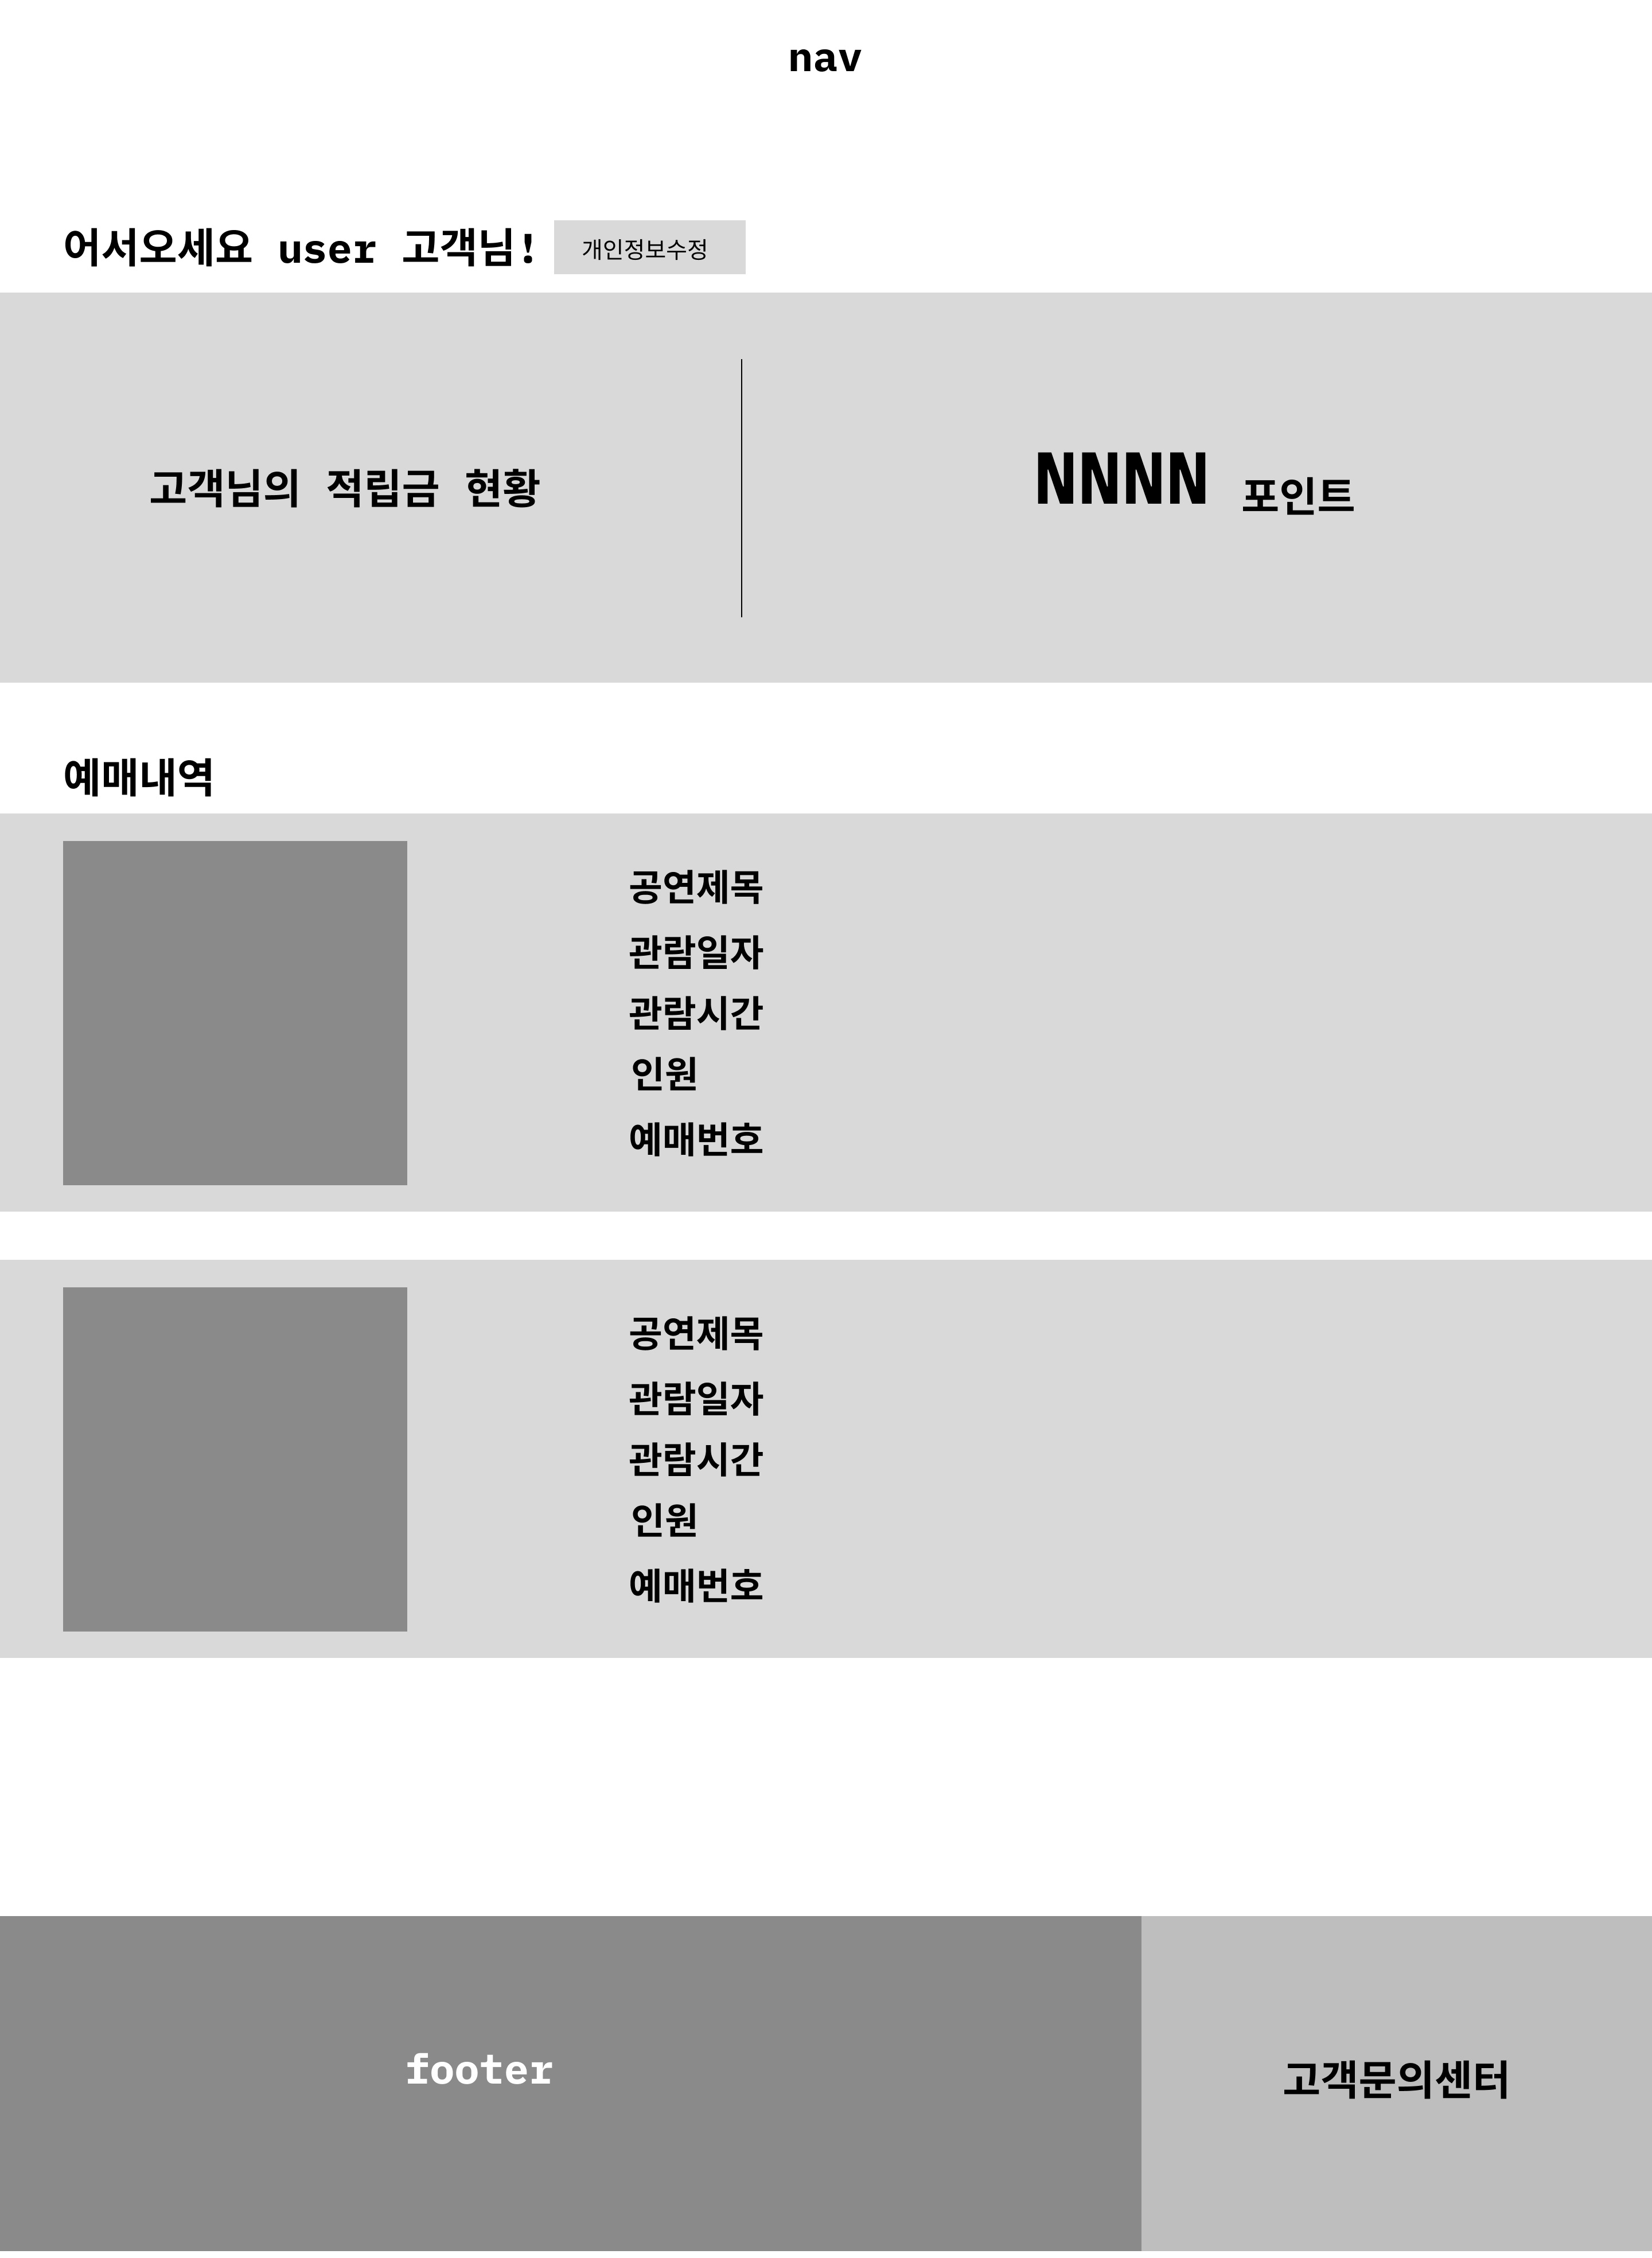 nav
어서오세요 user 고객님! 개인정보수정
고객님의 적립금 현황
NNNN 포인트
예매내역
공연제목
관람일자
관람시간
인원
예매번호
공연제목
관람일자
관람시간
인원
예매번호
footer
고객문의센터